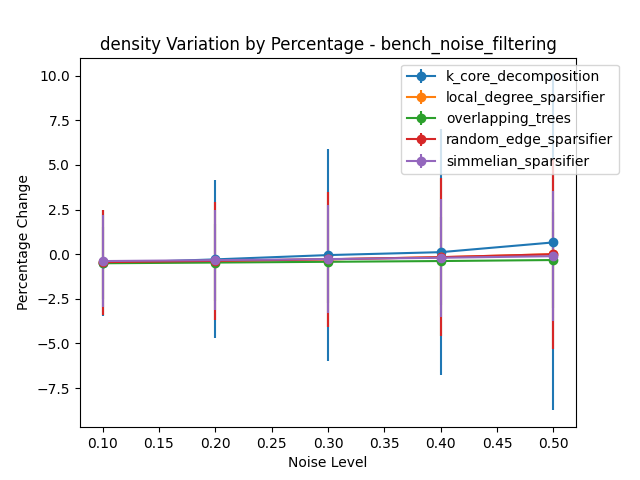 density Variation by Percentage - bench_noise_filtering
10.0
7.5
5.0
2.5
0.0
−2.5
−5.0
−7.5
Percentage Change
k_core_decomposition
local_degree_sparsifier
overlapping_trees
random_edge_sparsifier
simmelian_sparsifier
0.10 0.15 0.20 0.25 0.30 0.35 0.40 0.45 0.50
Noise Level